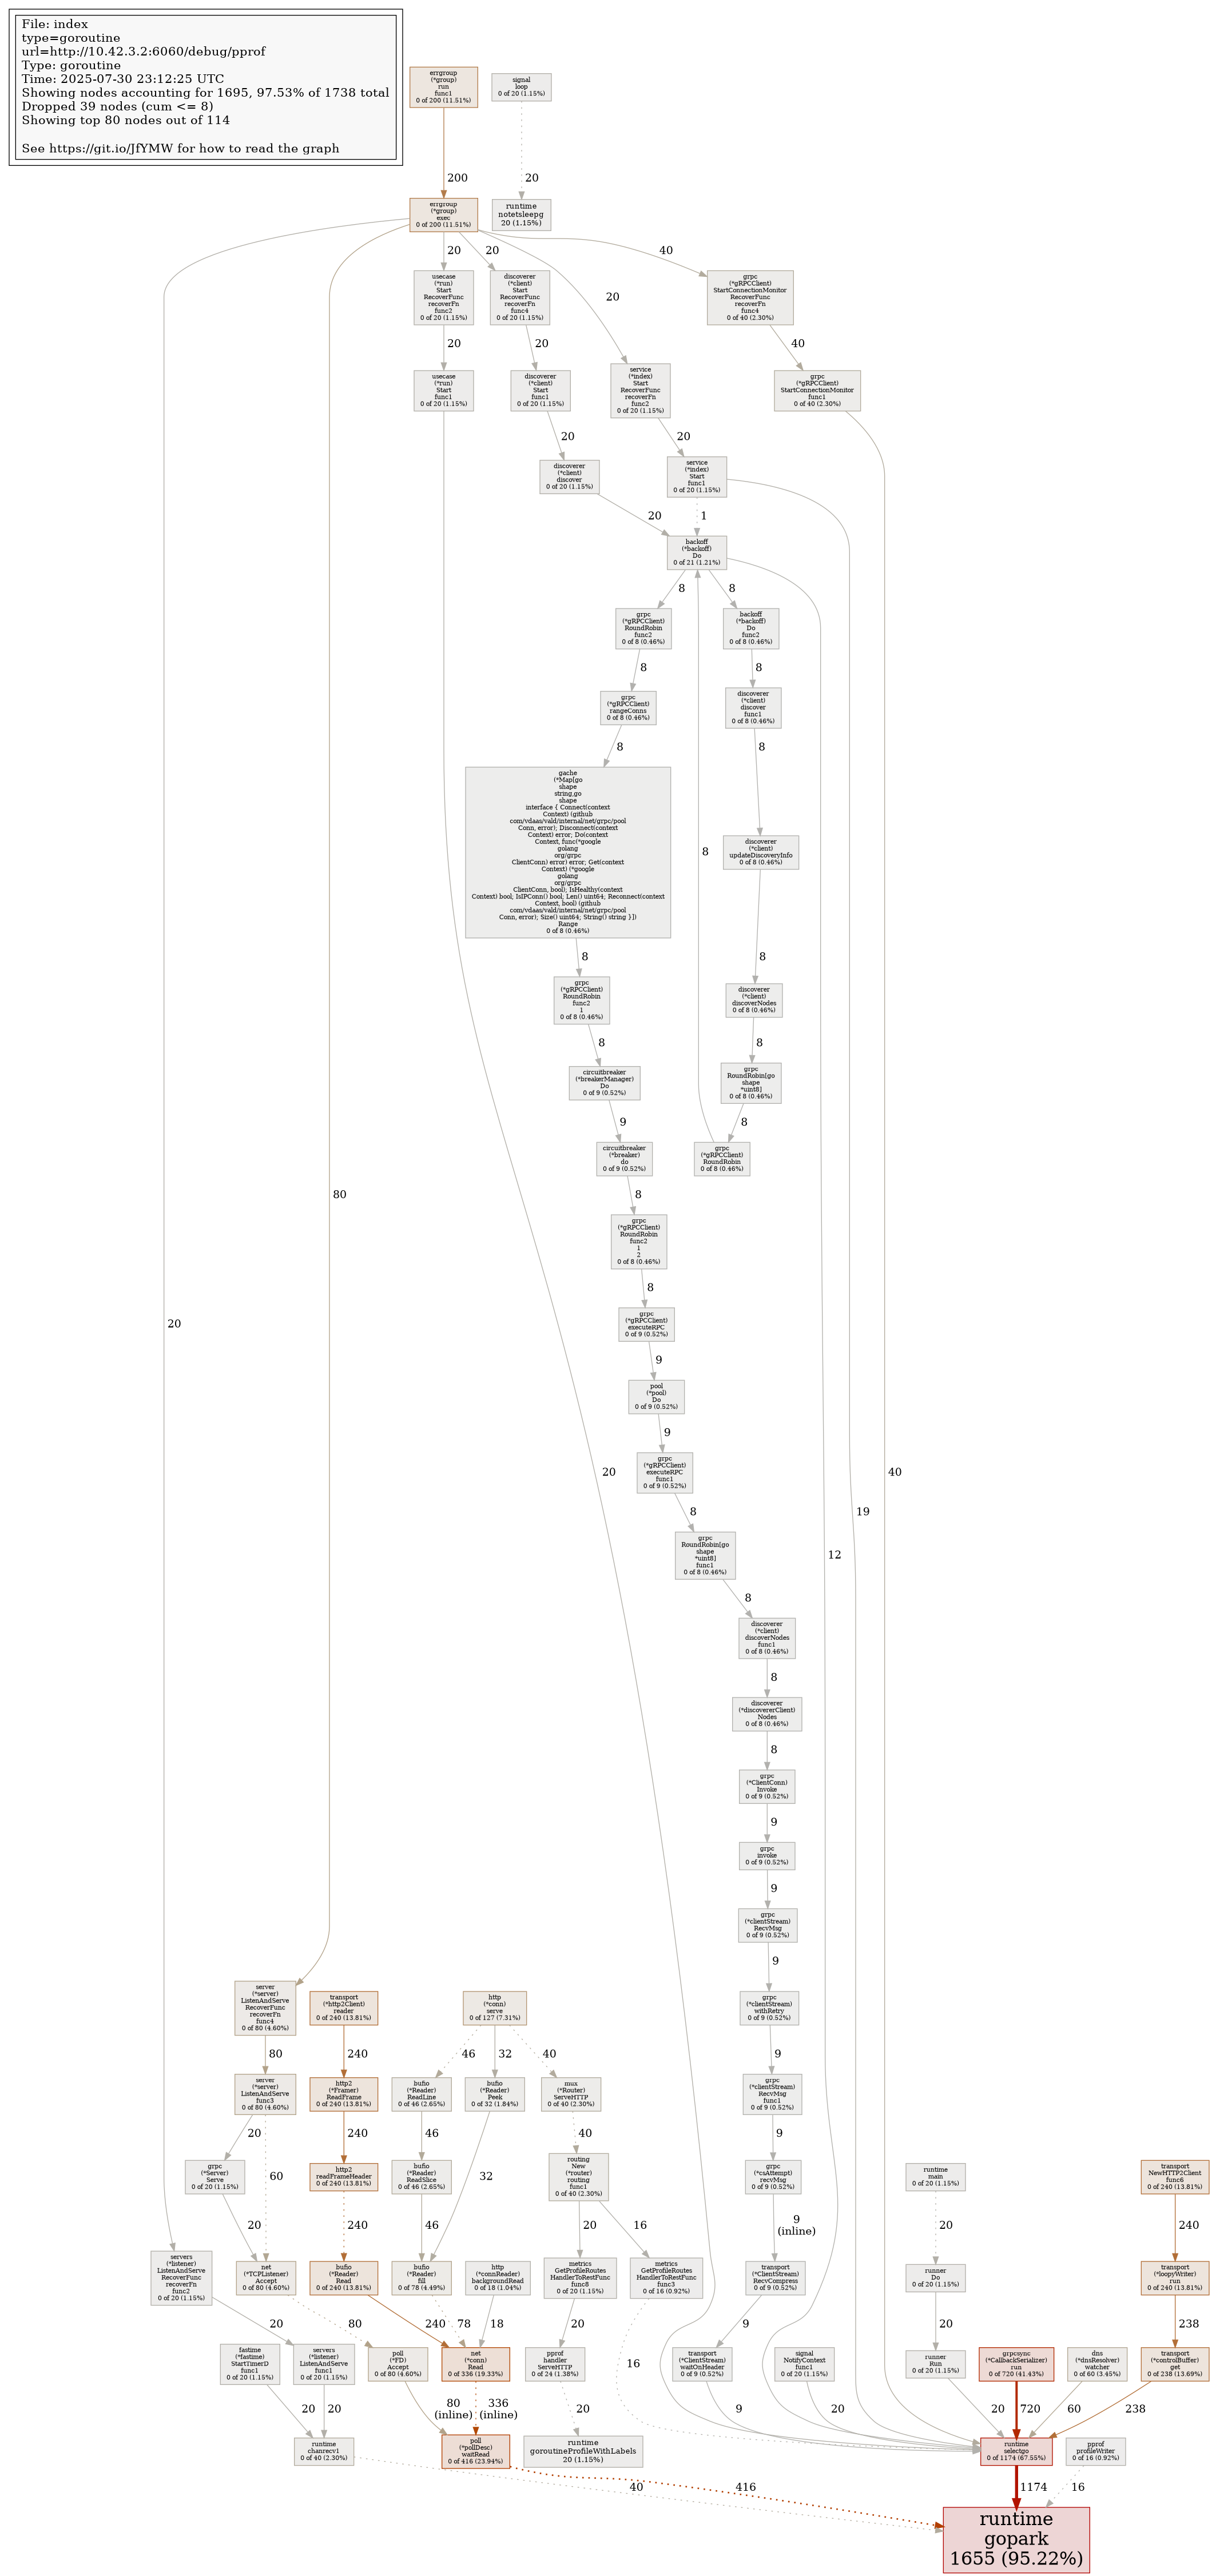 File: index
type=goroutine
url=http://10.42.3.2:6060/debug/pprof
Type: goroutine
Time: 2025-07-30 23:12:25 UTC
Showing nodes accounting for 1695, 97.53% of 1738 total
Dropped 39 nodes (cum <= 8)
Showing top 80 nodes out of 114
See https://git.io/JfYMW for how to read the graph
errgroup
(*group)
run
func1
0 of 200 (11.51%)
signal
loop
0 of 20 (1.15%)
200
20
errgroup
(*group)
exec
0 of 200 (11.51%)
runtime
notetsleepg
20 (1.15%)
20
20
20
40
usecase
(*run)
Start
RecoverFunc
recoverFn
func2
0 of 20 (1.15%)
discoverer
(*client)
Start
RecoverFunc
recoverFn
func4
0 of 20 (1.15%)
grpc
(*gRPCClient)
StartConnectionMonitor
RecoverFunc
recoverFn
func4
0 of 40 (2.30%)
20
20
40
usecase
(*run)
Start
func1
0 of 20 (1.15%)
discoverer
(*client)
Start
func1
0 of 20 (1.15%)
service
(*index)
Start
RecoverFunc
recoverFn
func2
0 of 20 (1.15%)
grpc
(*gRPCClient)
StartConnectionMonitor
func1
0 of 40 (2.30%)
20
20
discoverer
(*client)
discover
0 of 20 (1.15%)
service
(*index)
Start
func1
0 of 20 (1.15%)
20
1
backoff
(*backoff)
Do
0 of 21 (1.21%)
8
8
grpc
(*gRPCClient)
RoundRobin
func2
0 of 8 (0.46%)
backoff
(*backoff)
Do
func2
0 of 8 (0.46%)
8
8
grpc
(*gRPCClient)
rangeConns
0 of 8 (0.46%)
discoverer
(*client)
discover
func1
0 of 8 (0.46%)
8
8
gache
(*Map[go
shape
string,go
shape
interface { Connect(context
Context) (github
com/vdaas/vald/internal/net/grpc/pool
Conn, error); Disconnect(context
Context) error; Do(context
Context, func(*google
golang
org/grpc
ClientConn) error) error; Get(context
Context) (*google
golang
org/grpc
ClientConn, bool); IsHealthy(context
Context) bool; IsIPConn() bool; Len() uint64; Reconnect(context
Context, bool) (github
com/vdaas/vald/internal/net/grpc/pool
Conn, error); Size() uint64; String() string }])
Range
0 of 8 (0.46%)
8
discoverer
(*client)
updateDiscoveryInfo
0 of 8 (0.46%)
8
8
grpc
(*gRPCClient)
RoundRobin
func2
1
0 of 8 (0.46%)
discoverer
(*client)
discoverNodes
0 of 8 (0.46%)
8
8
circuitbreaker
(*breakerManager)
Do
0 of 9 (0.52%)
grpc
RoundRobin[go
shape
*uint8]
0 of 8 (0.46%)
9
8
circuitbreaker
(*breaker)
do
0 of 9 (0.52%)
grpc
(*gRPCClient)
RoundRobin
0 of 8 (0.46%)
8
80
grpc
(*gRPCClient)
RoundRobin
func2
1
2
0 of 8 (0.46%)
8
20
grpc
(*gRPCClient)
executeRPC
0 of 9 (0.52%)
9
pool
(*pool)
Do
0 of 9 (0.52%)
9
grpc
(*gRPCClient)
executeRPC
func1
0 of 9 (0.52%)
20
40
8
19
grpc
RoundRobin[go
shape
*uint8]
func1
0 of 8 (0.46%)
12
8
discoverer
(*client)
discoverNodes
func1
0 of 8 (0.46%)
8
discoverer
(*discovererClient)
Nodes
0 of 8 (0.46%)
8
grpc
(*ClientConn)
Invoke
0 of 9 (0.52%)
9
grpc
invoke
0 of 9 (0.52%)
9
grpc
(*clientStream)
RecvMsg
0 of 9 (0.52%)
9
server
(*server)
ListenAndServe
RecoverFunc
recoverFn
func4
0 of 80 (4.60%)
transport
(*http2Client)
reader
0 of 240 (13.81%)
http
(*conn)
serve
0 of 127 (7.31%)
grpc
(*clientStream)
withRetry
0 of 9 (0.52%)
80
240
46
32
40
9
server
(*server)
ListenAndServe
func3
0 of 80 (4.60%)
http2
(*Framer)
ReadFrame
0 of 240 (13.81%)
bufio
(*Reader)
ReadLine
0 of 46 (2.65%)
bufio
(*Reader)
Peek
0 of 32 (1.84%)
mux
(*Router)
ServeHTTP
0 of 40 (2.30%)
grpc
(*clientStream)
RecvMsg
func1
0 of 9 (0.52%)
20
240
46
40
9
grpc
(*Server)
Serve
0 of 20 (1.15%)
60
http2
readFrameHeader
0 of 240 (13.81%)
bufio
(*Reader)
ReadSlice
0 of 46 (2.65%)
32
routing
New
(*router)
routing
func1
0 of 40 (2.30%)
grpc
(*csAttempt)
recvMsg
0 of 9 (0.52%)
runtime
main
0 of 20 (1.15%)
transport
NewHTTP2Client
func6
0 of 240 (13.81%)
20
240
46
20
16
9
(inline)
20
240
servers
(*listener)
ListenAndServe
RecoverFunc
recoverFn
func2
0 of 20 (1.15%)
net
(*TCPListener)
Accept
0 of 80 (4.60%)
bufio
(*Reader)
Read
0 of 240 (13.81%)
bufio
(*Reader)
fill
0 of 78 (4.49%)
http
(*connReader)
backgroundRead
0 of 18 (1.04%)
metrics
GetProfileRoutes
HandlerToRestFunc
func8
0 of 20 (1.15%)
metrics
GetProfileRoutes
HandlerToRestFunc
func3
0 of 16 (0.92%)
transport
(*ClientStream)
RecvCompress
0 of 9 (0.52%)
runner
Do
0 of 20 (1.15%)
transport
(*loopyWriter)
run
0 of 240 (13.81%)
20
80
240
78
18
20
9
20
238
fastime
(*fastime)
StartTimerD
func1
0 of 20 (1.15%)
servers
(*listener)
ListenAndServe
func1
0 of 20 (1.15%)
poll
(*FD)
Accept
0 of 80 (4.60%)
net
(*conn)
Read
0 of 336 (19.33%)
pprof
handler
ServeHTTP
0 of 24 (1.38%)
16
transport
(*ClientStream)
waitOnHeader
0 of 9 (0.52%)
signal
NotifyContext
func1
0 of 20 (1.15%)
runner
Run
0 of 20 (1.15%)
grpcsync
(*CallbackSerializer)
run
0 of 720 (41.43%)
dns
(*dnsResolver)
watcher
0 of 60 (3.45%)
transport
(*controlBuffer)
get
0 of 238 (13.69%)
20
20
80
(inline)
336
(inline)
20
9
20
20
720
60
238
runtime
chanrecv1
0 of 40 (2.30%)
poll
(*pollDesc)
waitRead
0 of 416 (23.94%)
runtime
goroutineProfileWithLabels
20 (1.15%)
runtime
selectgo
0 of 1174 (67.55%)
pprof
profileWriter
0 of 16 (0.92%)
40
416
1174
16
runtime
gopark
1655 (95.22%)